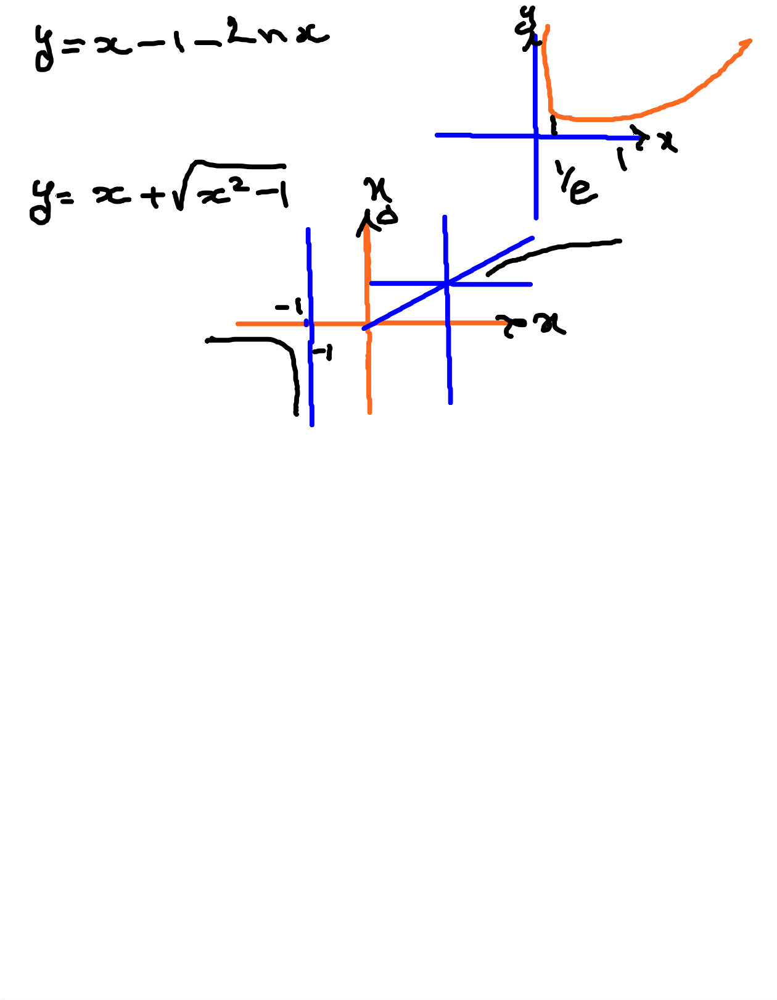 y = x - 1 - ln x
y
x
1
1/e
y = x + √(x² - 1)
x
-1
-1
x